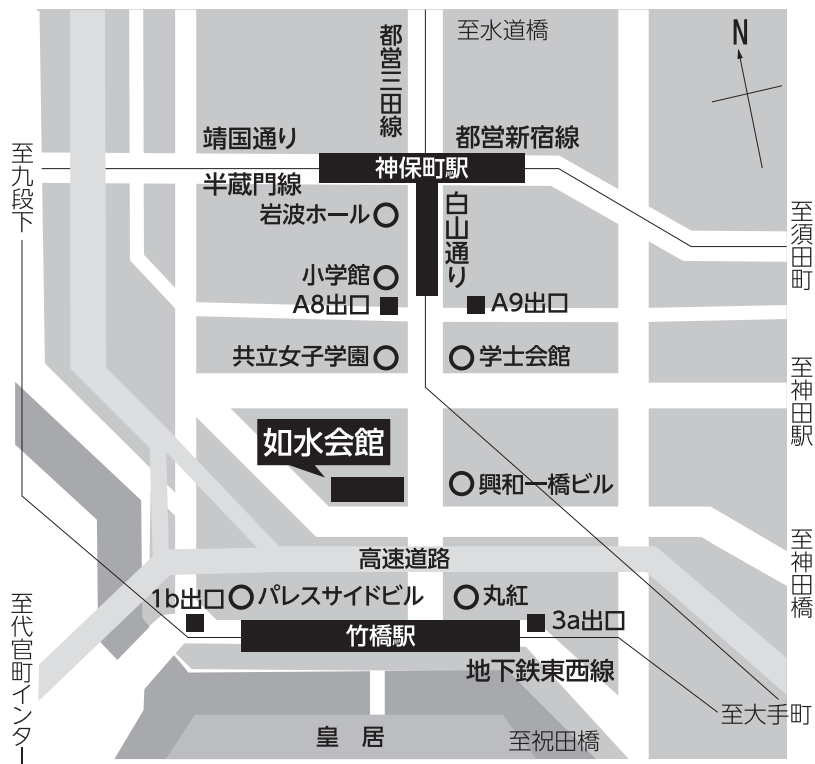 至水道橋
N
都営三田線
靖国通り
都営新宿線
神保町駅
半蔵門線
至九段下
白山通り
岩波ホール
至須田町
小学館
A8出口
A9出口
共立女子学園
学士会館
至神田駅
如水会館
興和一橋ビル
至神田橋
高速道路
1b出口
パレスサイドビル
丸紅
3a出口
竹橋駅
至代官町インター
地下鉄東西線
至大手町
皇居
至祝田橋